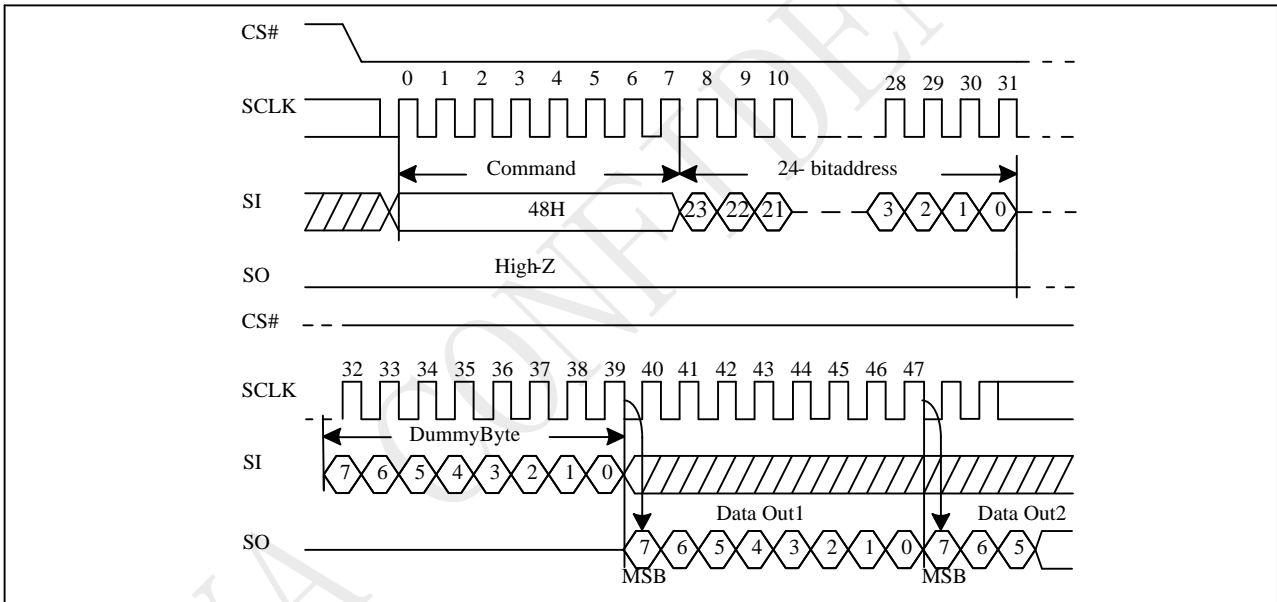 CS#
0 1 2 3 4 5 6 7 8 9 10 28 29 30 31
SCLK
Command 24- bitaddress
SI 48H 23 22 21 3 2 1 0
High-Z
SO
CS#
32 33 34 35 36 37 38 39 40 41 42 43 44 45 46 47
SCLK
DummyByte
SI 7 6 5 4 3 2 1 0
Data Out1 Data Out2
SO 7 6 5 4 3 2 1 0 7 6 5
MSB MSB